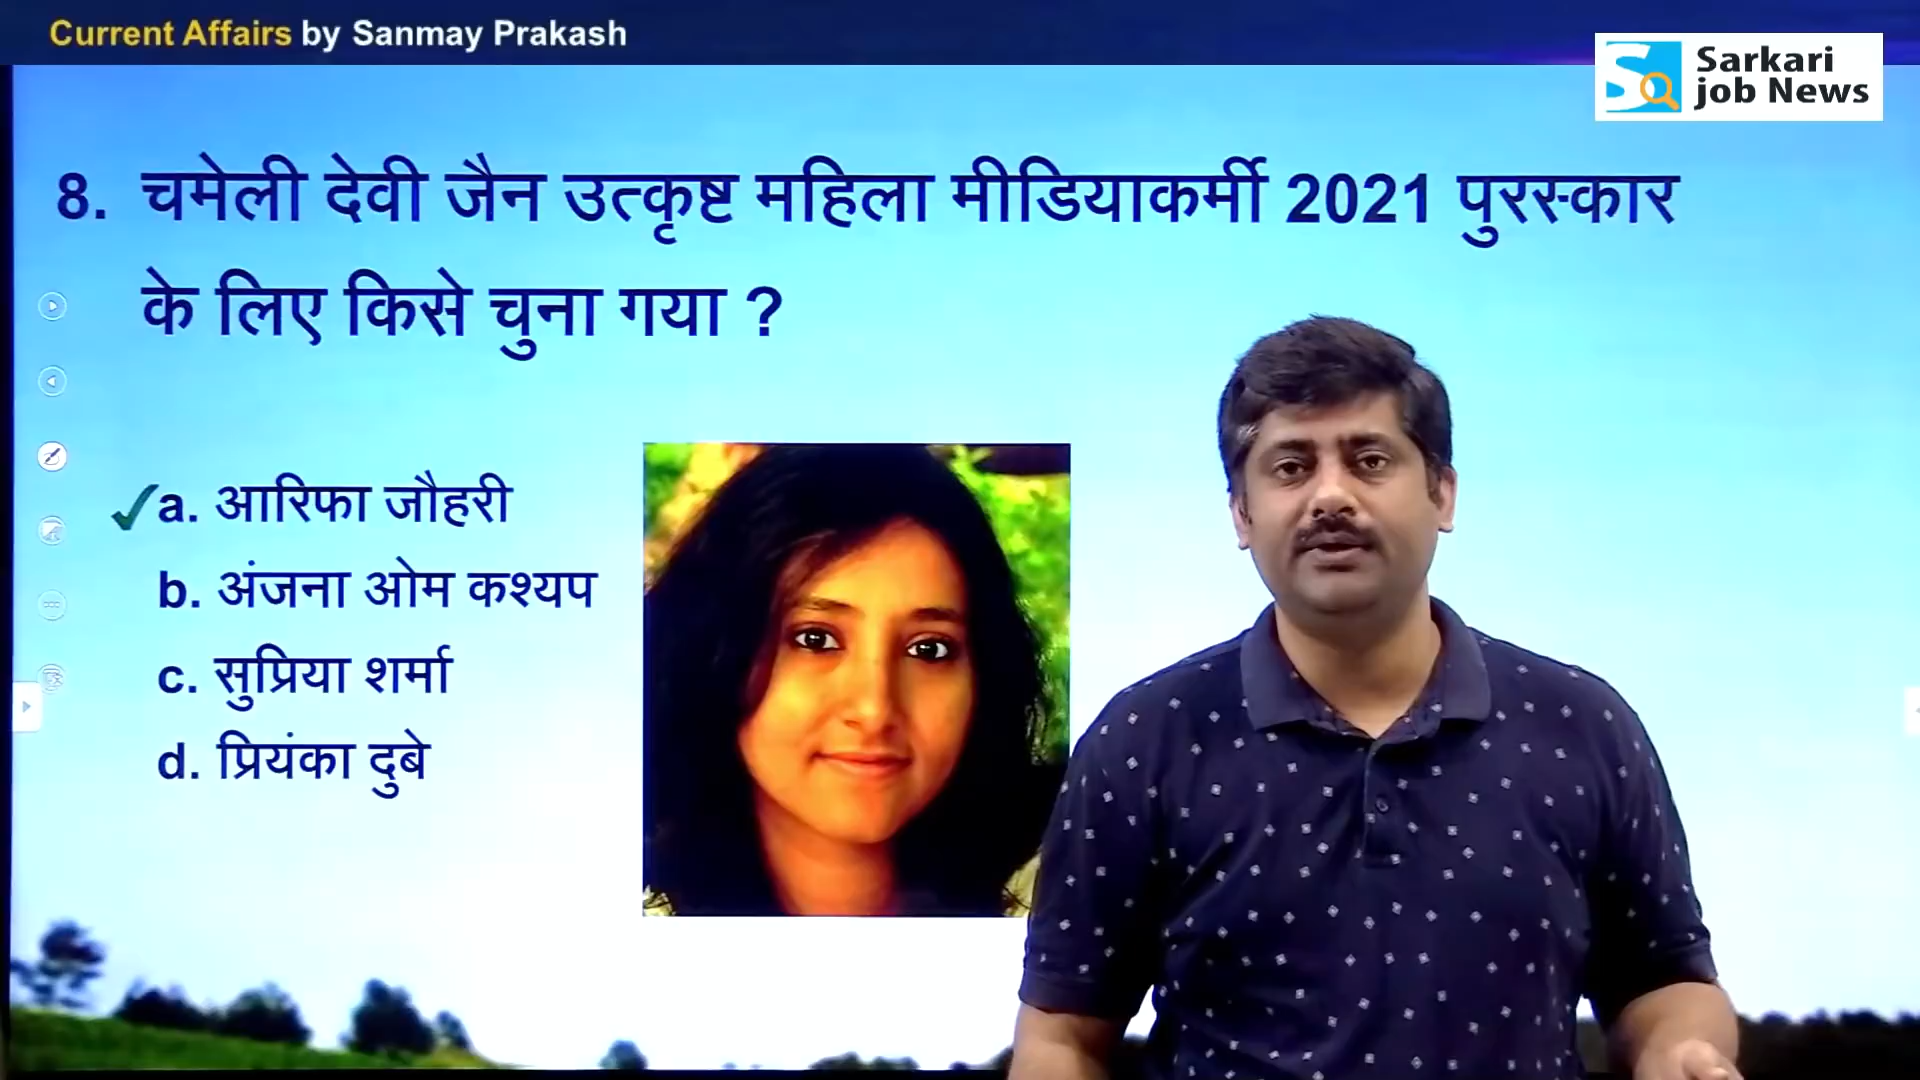 Current Affairs by Sanmay Prakash
Sarkari
job News
8. चमेली देवी जैन उत्कृष्ट महिला मीडियाकर्मी 2021 पुरस्कार
के लिए किसे चुना गया ?
a. आरिफा जौहरी
b. अंजना ओम कश्यप
c. सुप्रिया शर्मा
d. प्रियंका दुबे